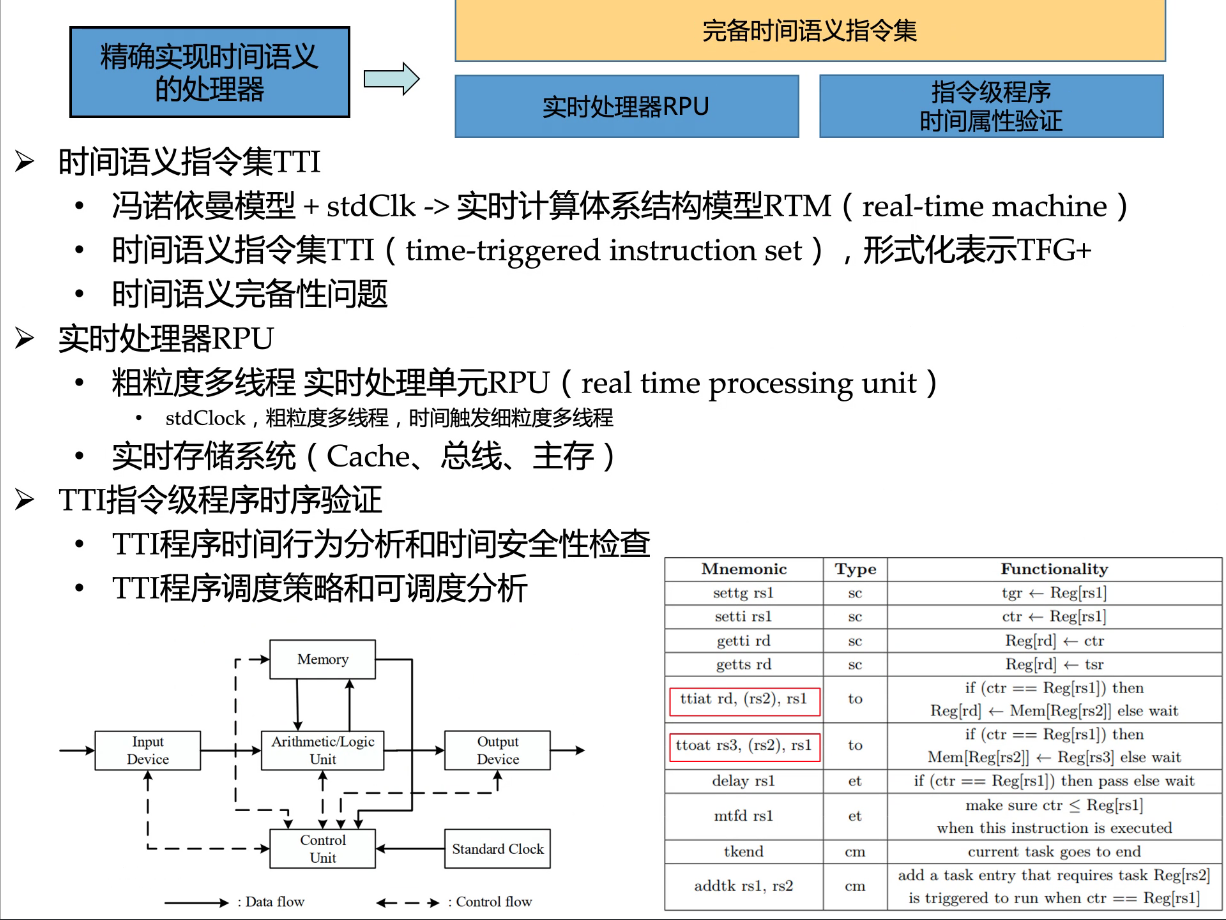 精确实现时间语义
的处理器
完备时间语义指令集
实时处理器RPU
指令级程序
时间属性验证
➢ 时间语义指令集TTI
• 冯诺依曼模型 + stdClk -> 实时计算体系结构模型RTM（real-time machine）
• 时间语义指令集TTI（time-triggered instruction set），形式化表示TFG+
• 时间语义完备性问题
➢ 实时处理器RPU
• 粗粒度多线程 实时处理单元RPU（real time processing unit）
• stdClock，粗粒度多线程，时间触发细粒度多线程
• 实时存储系统（Cache、总线、主存）
➢ TTI指令级程序时序验证
• TTI程序时间行为分析和时间安全性检查
• TTI程序调度策略和可调度分析
Memory
Input
Device
Arithmetic/Logic
Unit
Output
Device
Control
Unit
Standard Clock
: Data flow
: Control flow
Mnemonic Type Functionality
settg rs1 sc tgr ← Reg[rs1]
setti rs1 sc ctr ← Reg[rs1]
getti rd sc Reg[rd] ← ctr
getts rd sc Reg[rd] ← tsr
ttiat rd, (rs2), rs1 to if (ctr == Reg[rs1]) then
Reg[rd] ← Mem[Reg[rs2]] else wait
ttoat rs3, (rs2), rs1 to if (ctr == Reg[rs1]) then
Mem[Reg[rs2]] ← Reg[rs3] else wait
delay rs1 et if (ctr == Reg[rs1]) then pass else wait
mtfd rs1 et make sure ctr ≤ Reg[rs1]
when this instruction is executed
tkend cm current task goes to end
addtk rs1, rs2 cm add a task entry that requires task Reg[rs2]
is triggered to run when ctr == Reg[rs1]